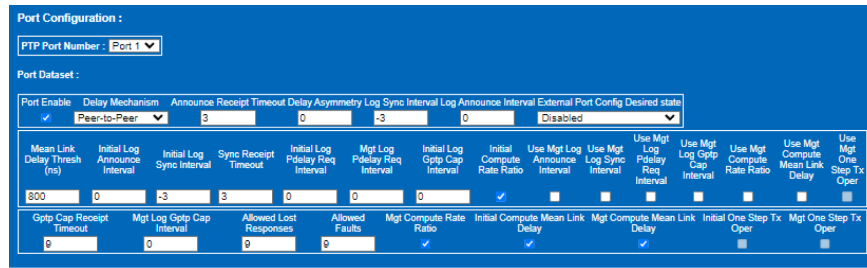 Port Configuration :
PTP Port Number : Port 1
Port Dataset :
Port Enable Delay Mechanism Announce Receipt Timeout Delay Asymmetry Log Sync Interval Log Announce Interval External Port Config Desired state
Peer-to-Peer 3 0 -3 0 Disabled
Mean Link Delay Thresh (ns) Initial Log Announce Interval Initial Log Sync Interval Sync Receipt Timeout Initial Log Pdelay Req Interval Mgt Log Pdelay Req Interval Initial Log Gptp Cap Interval Initial Compute Rate Ratio Use Mgt Log Announce Interval Use Mgt Log Sync Interval Use Mgt Log Pdelay Req Interval Use Mgt Log Gptp Cap Interval Use Mgt Compute Rate Ratio Use Mgt Compute Mean Link Delay Use Mgt One Step Tx Oper
800 0 -3 3 0 0 0
Gptp Cap Receipt Timeout Mgt Log Gptp Cap Interval Allowed Lost Responses Allowed Faults Mgt Compute Rate Ratio Initial Compute Mean Link Delay Mgt Compute Mean Link Delay Initial One Step Tx Oper Mgt One Step Tx Oper
9 0 9 9